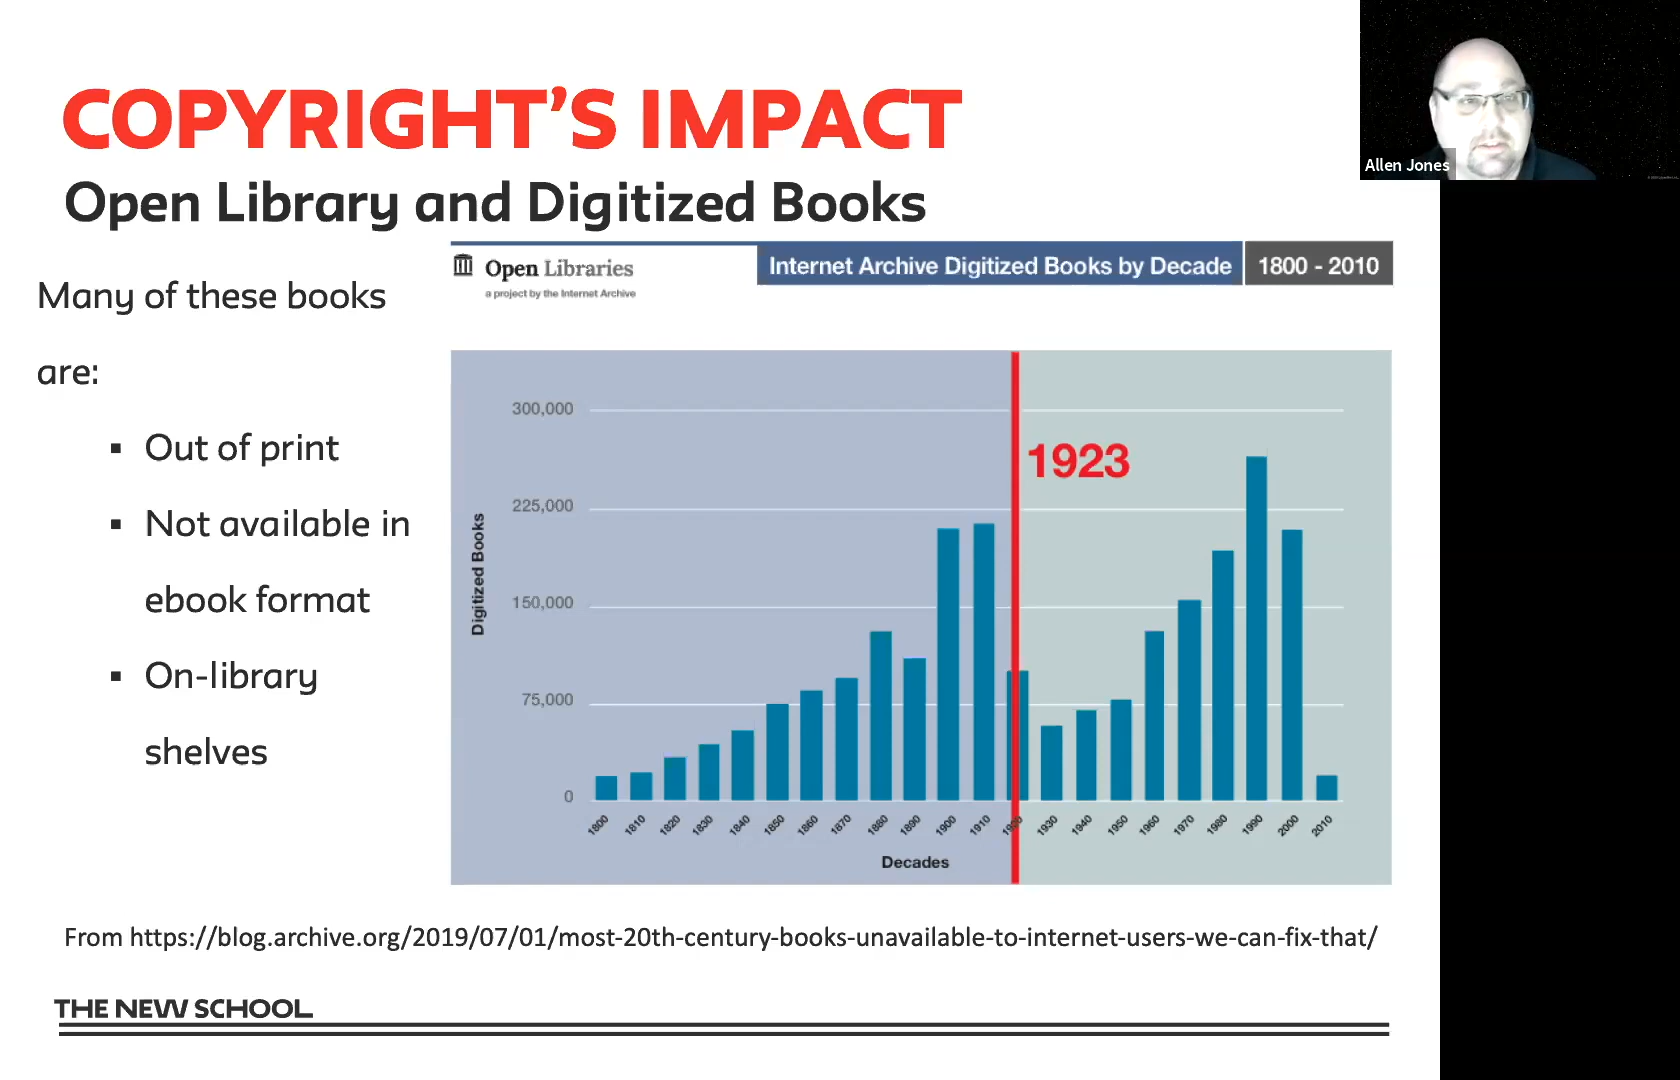 COPYRIGHT'S IMPACT
Open Library and Digitized Books
Allen Jones
Many of these books
are:
▪ Out of print
▪ Not available in
ebook format
▪ On-library
shelves
Open Libraries
a project by the Internet Archive
Internet Archive Digitized Books by Decade
1800 - 2010
300,000
225,000
150,000
75,000
0
Digitized Books
1923
1800 1810 1820 1830 1840 1850 1860 1870 1880 1890 1900 1910 1930 1940 1950 1960 1970 1980 1990 2000 2010
Decades
From https://blog.archive.org/2019/07/01/most-20th-century-books-unavailable-to-internet-users-we-can-fix-that/
THE NEW SCHOOL